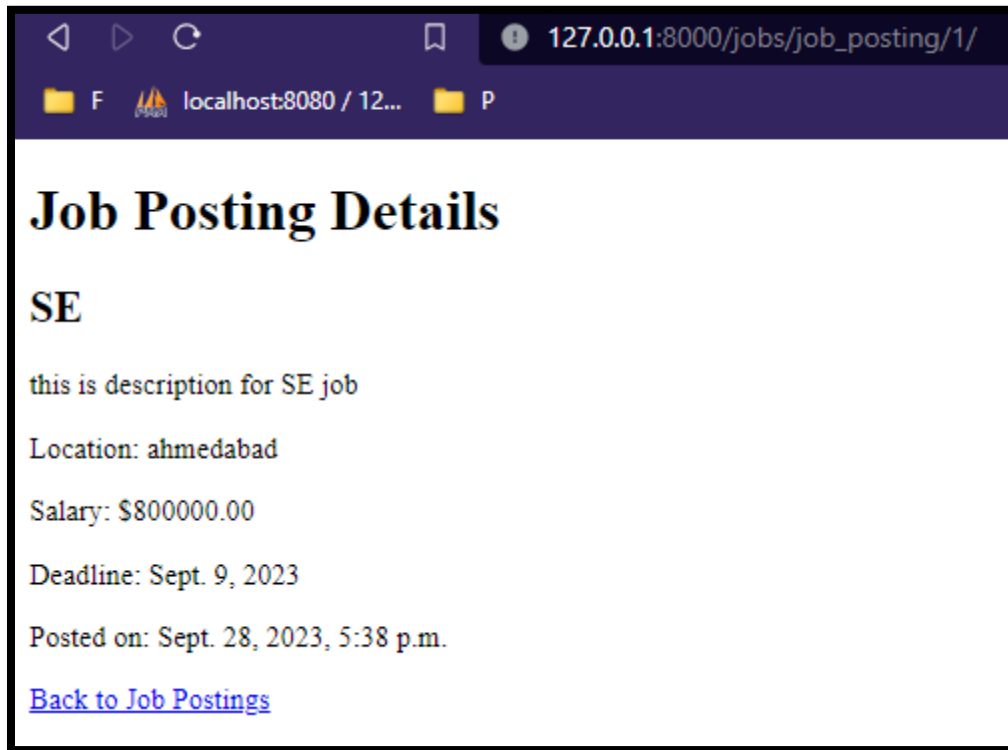 127.0.0.1:8000/jobs/job_posting/1/
F localhost:8080 / 12... P
Job Posting Details
SE
this is description for SE job
Location: ahmedabad
Salary: $800000.00
Deadline: Sept. 9, 2023
Posted on: Sept. 28, 2023, 5:38 p.m.
Back to Job Postings